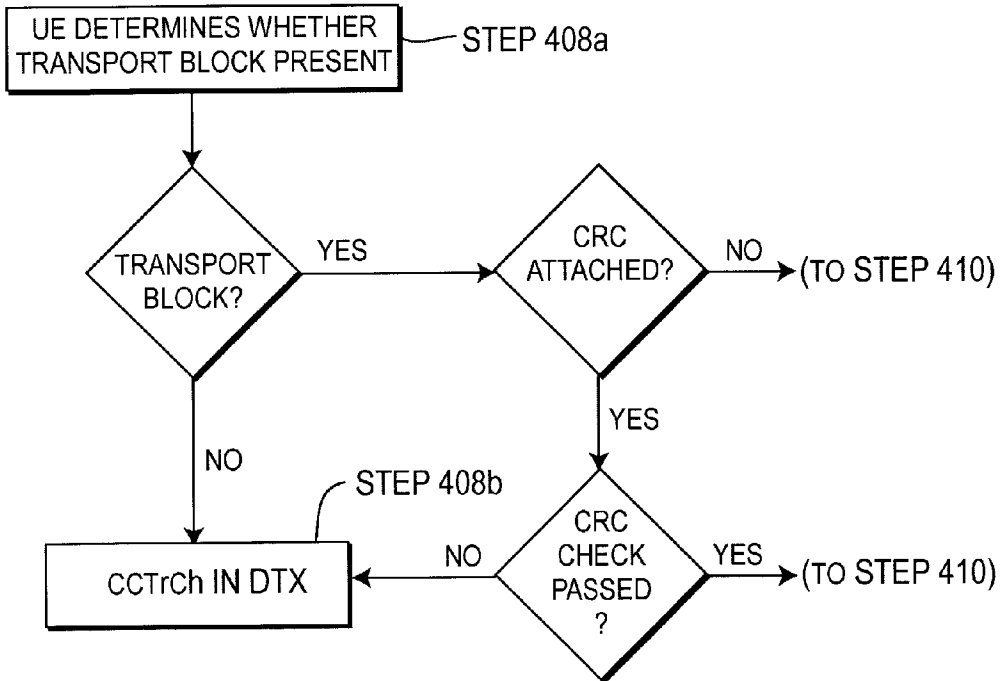 UE DETERMINES WHETHER
TRANSPORT BLOCK PRESENT
STEP 408a
TRANSPORT
BLOCK?
YES
CRC
ATTACHED?
NO
(TO STEP 410)
NO
YES
STEP 408b
CCTrCh IN DTX
NO
CRC
CHECK
PASSED
?
YES
(TO STEP 410)